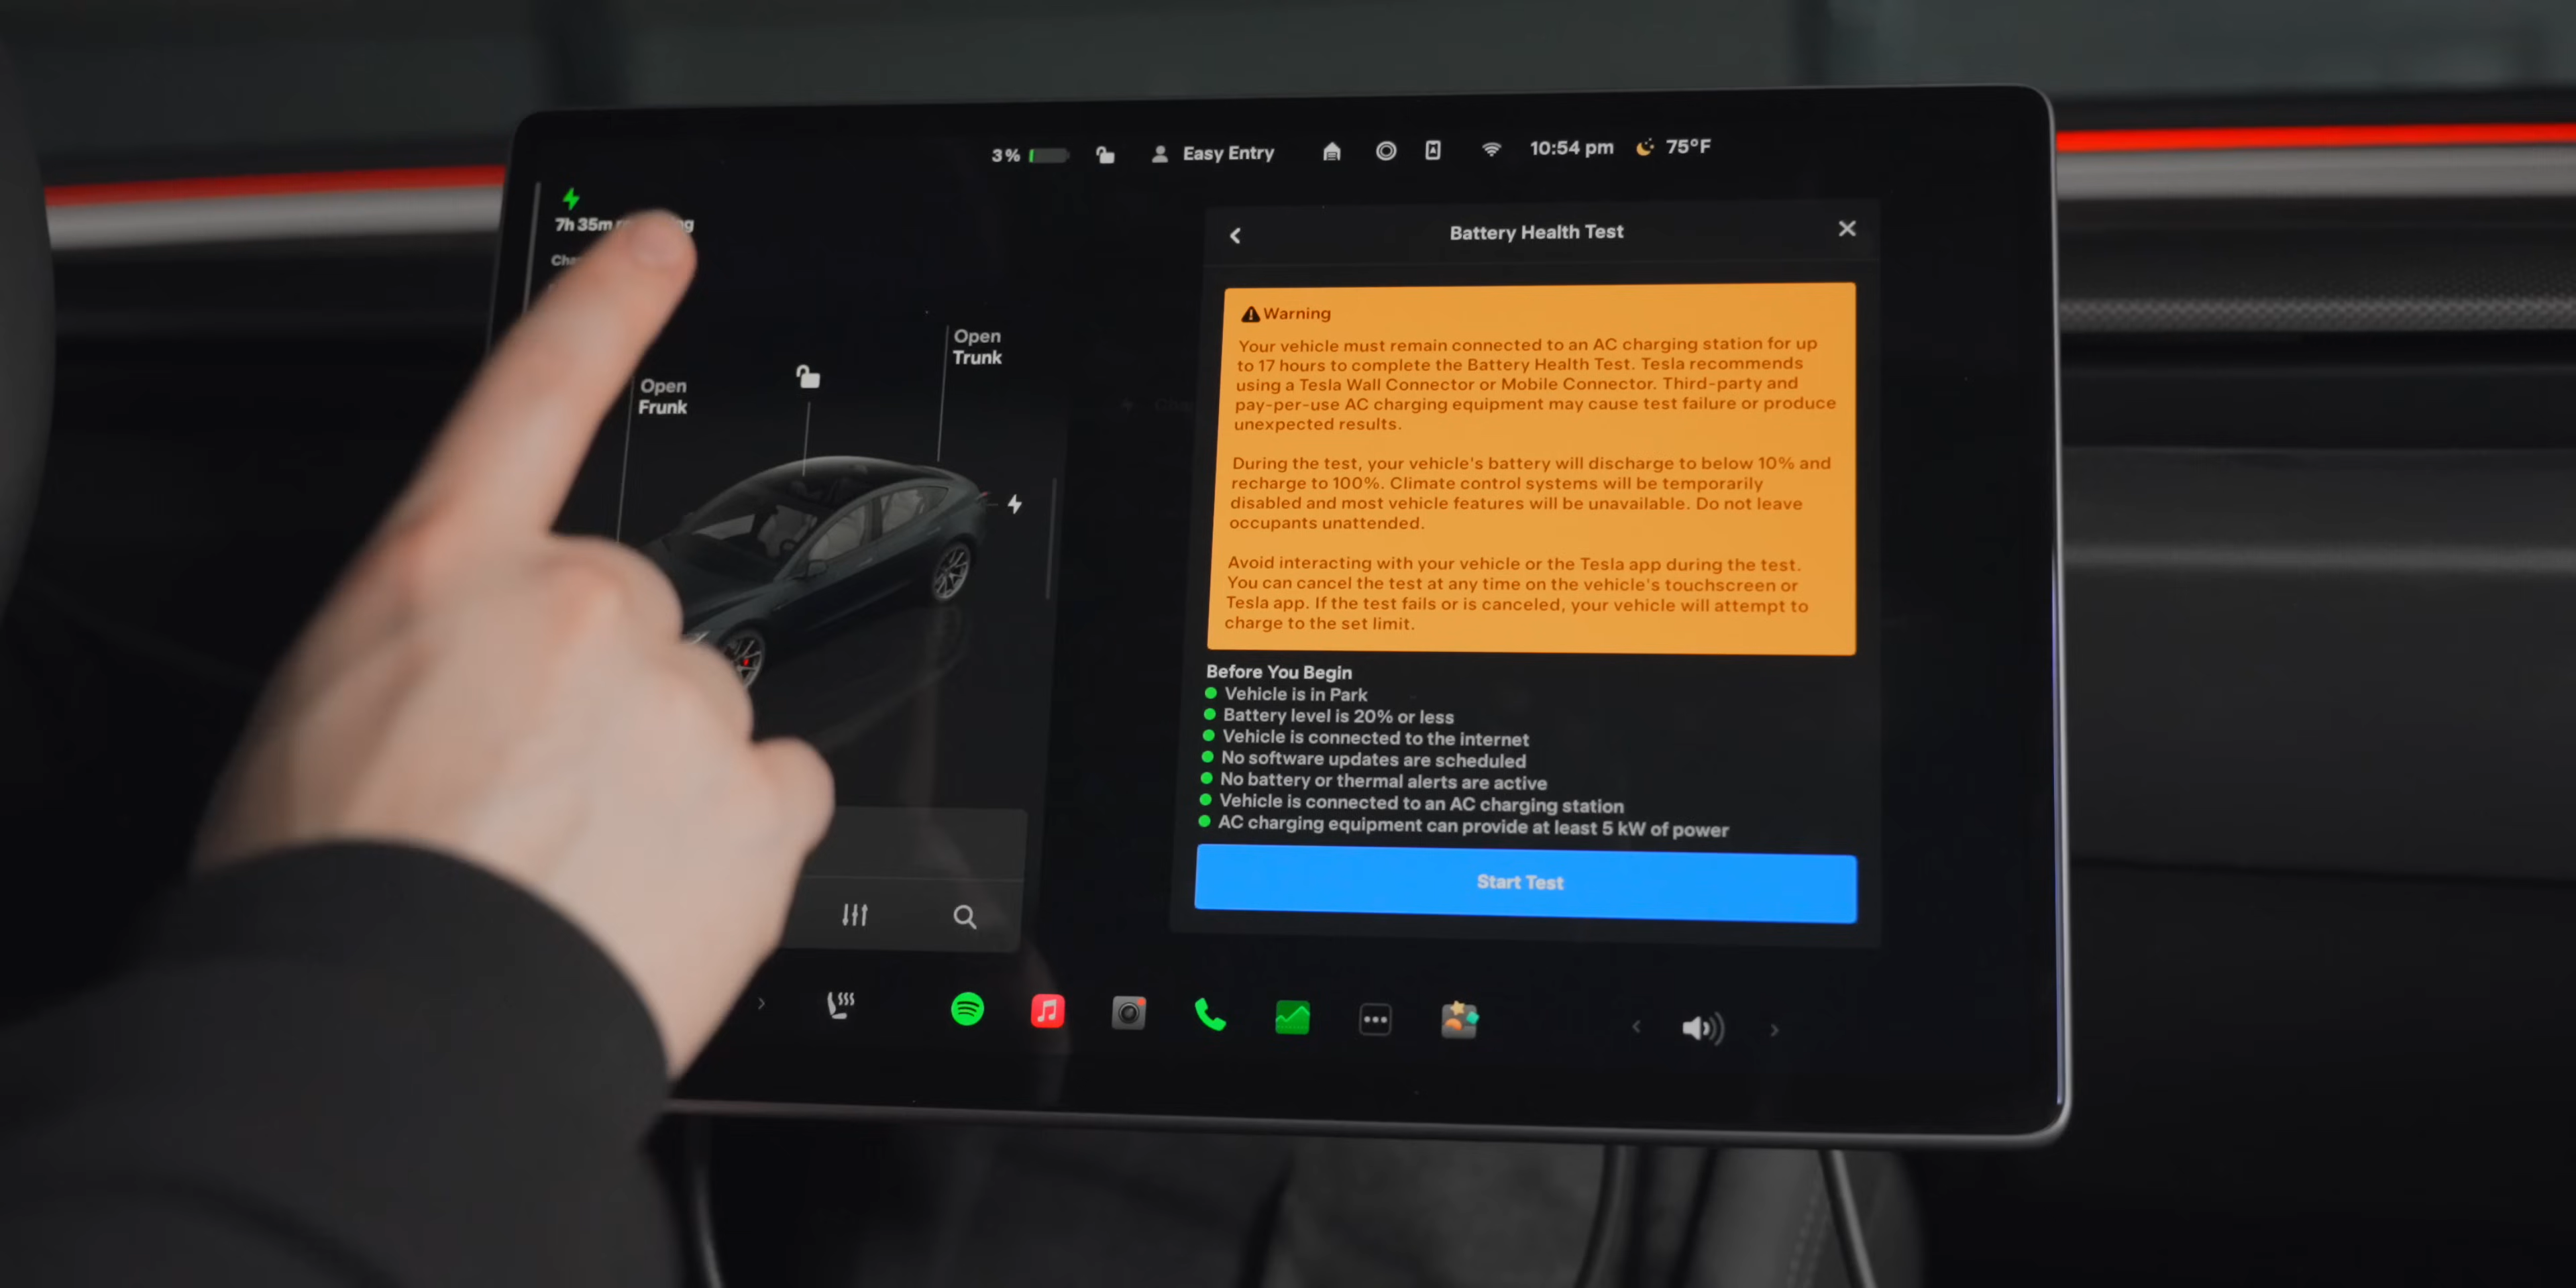 3%
Easy Entry
10:54 pm
75°F
7h 35m
Open
Trunk
Open
Frunk
Battery Health Test
Warning
Your vehicle must remain connected to an AC charging station for up
to 17 hours to complete the Battery Health Test. Tesla recommends
using a Tesla Wall Connector or Mobile Connector. Third-party and
pay-per-use AC charging equipment may cause test failure or produce
unexpected results.
During the test, your vehicle's battery will discharge to below 10% and
recharge to 100%. Climate control systems will be temporarily
disabled and most vehicle features will be unavailable. Do not leave
occupants unattended.
Avoid interacting with your vehicle or the Tesla app during the test.
You can cancel the test at any time on the vehicle's touchscreen or
Tesla app. If the test fails or is canceled, your vehicle will attempt to
charge to the set limit.
Before You Begin
Vehicle is in Park
Battery level is 20% or less
Vehicle is connected to the internet
No software updates are scheduled
No battery or thermal alerts are active
Vehicle is connected to an AC charging station
AC charging equipment can provide at least 5 kW of power
Start Test